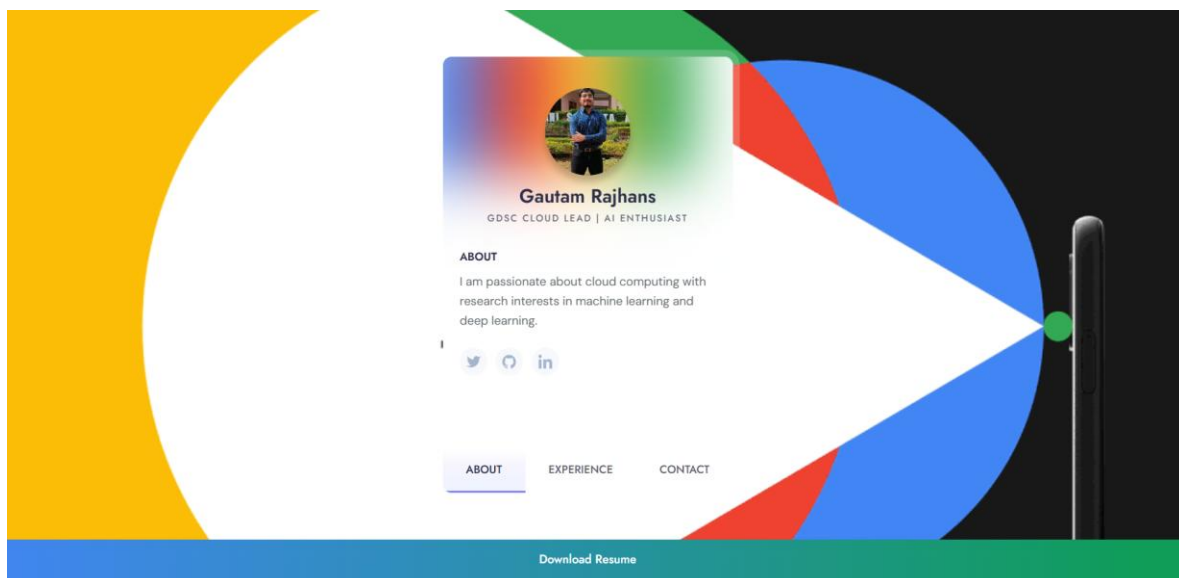 Gautam Rajhans
GDSC CLOUD LEAD | AI ENTHUSIAST
ABOUT
I am passionate about cloud computing with
research interests in machine learning and
deep learning.
in
ABOUT EXPERIENCE CONTACT
Download Resume